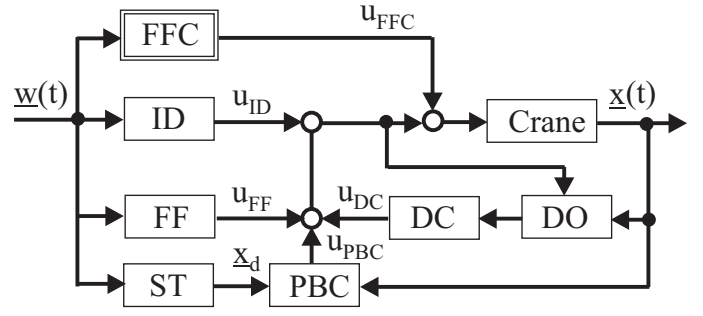 u_FFC
FFC
w(t)
x(t)
u_ID
ID
Crane
u_FF
u_DC
FF
DC
DO
u_PBC
x_d
ST
PBC